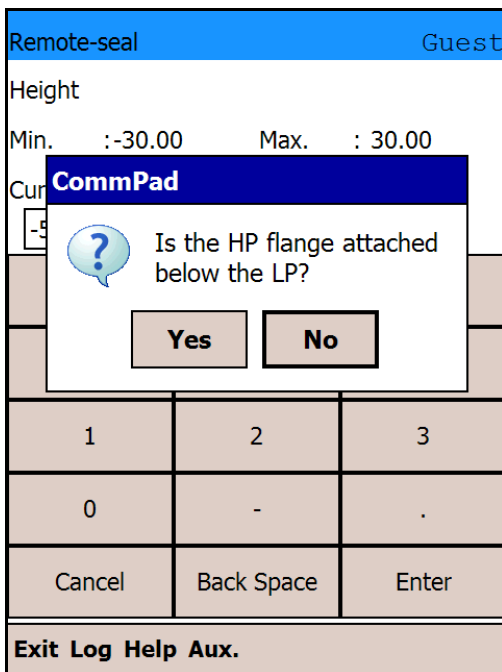 Remote-seal Guest
Height
Min. :-30.00 Max. : 30.00
CommPad
Is the HP flange attached
below the LP?
Yes No
1 2 3
0 - .
Cancel Back Space Enter
Exit Log Help Aux.